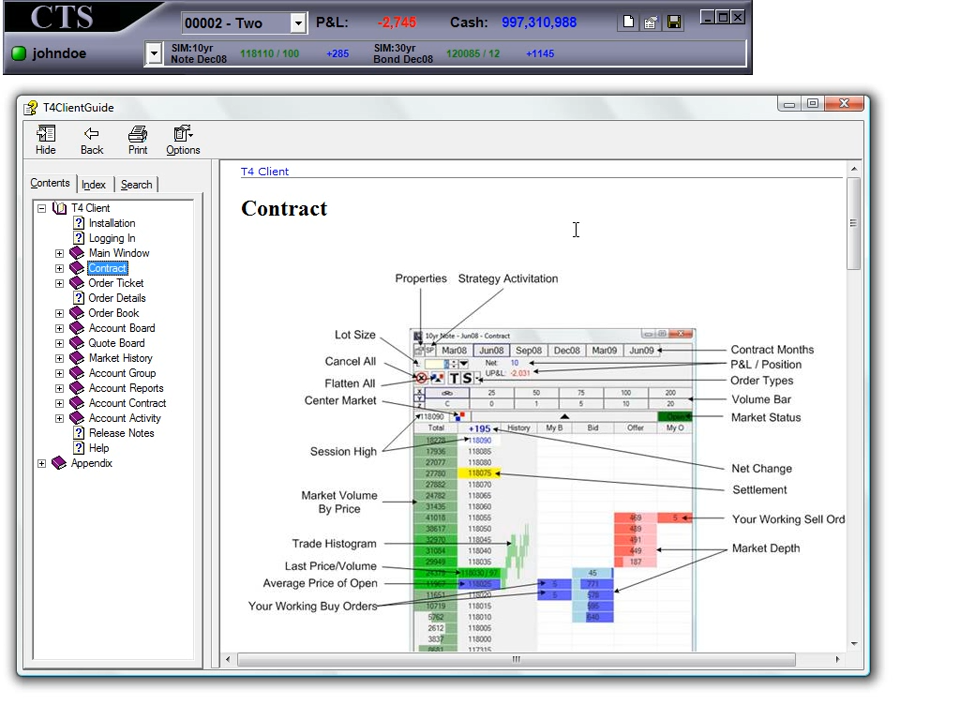 CTS
00002 - Two
P&L:
-2,745
Cash:
997,310,988
johndoe
SIM:10yr
Note Dec08
118110 / 100
+285
SIM:30yr
Bond Dec08
120085 / 12
+1145
T4ClientGuide
Hide
Back
Print
Options
Contents
Index
Search
T4 Client
Installation
Logging In
Main Window
Contract
Order Ticket
Order Details
Order Book
Account Board
Quote Board
Market History
Account Group
Account Reports
Account Contract
Account Activity
Release Notes
Help
Appendix
T4 Client
Contract
Properties
Strategy Activitation
Lot Size
Cancel All
Flatten All
Center Market
Session High
Market Volume
By Price
Trade Histogram
Last Price/Volume
Average Price of Open
Your Working Buy Orders
10yr Note - Jun08 - Contract
SP
Mar08
Jun08
Sep08
Dec08
Mar09
Jun09
Net:
10
UP&L:
-2.031
T
S
X
25
50
100
200
Y
C
0
1
5
10
20
118090
Total
+195
History
My B
Bid
Offer
My O
118090
17936
118085
27077
118080
27780
118075
27882
118070
24782
118065
31435
118060
41018
118055
469
5
38617
118050
489
32970
118045
491
31084
118040
449
29949
118035
187
118030 / 97
45
118025
5
771
11651
118020
5
578
10719
118015
595
5762
118010
640
2612
118005
3837
118000
117315
Contract Months
P&L / Position
Order Types
Volume Bar
Market Status
Net Change
Settlement
Your Working Sell Ord
Market Depth